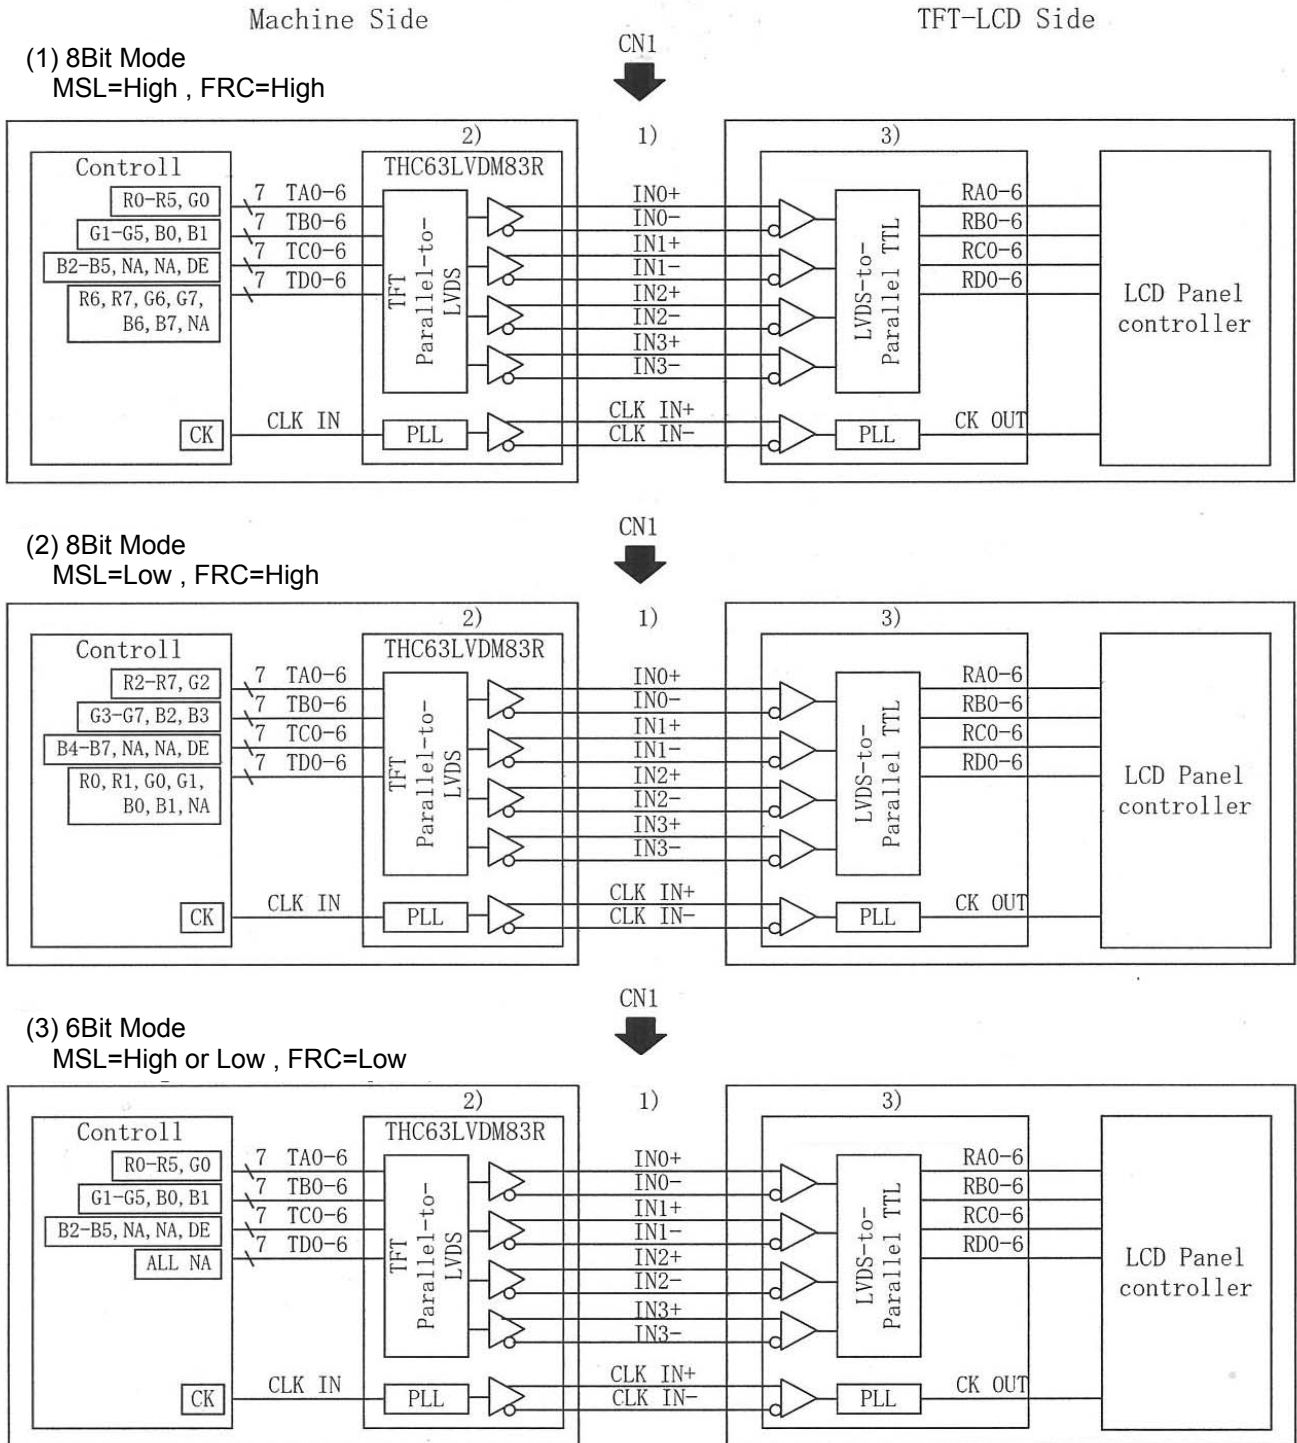 Machine Side
TFT-LCD Side
CN1
(1) 8Bit Mode
MSL=High , FRC=High
2)
1)
3)
Controll
THC63LVDM83R
R0-R5, G0
7 TA0-6
IN0+
RA0-6
IN0-
G1-G5, B0, B1
7 TB0-6
RB0-6
IN1+
B2-B5, NA, NA, DE
7 TC0-6
IN1-
RC0-6
R6, R7, G6, G7,
B6, B7, NA
7 TD0-6
IN2+
RD0-6
IN2-
TFT
Parallel-to-
LVDS
LVDS-to-
Parallel TTL
LCD Panel
controller
IN3+
IN3-
CK
CLK IN
PLL
CLK IN+
CLK IN-
PLL
CK OUT
CN1
(2) 8Bit Mode
MSL=Low , FRC=High
2)
1)
3)
Controll
THC63LVDM83R
R2-R7, G2
7 TA0-6
IN0+
RA0-6
IN0-
G3-G7, B2, B3
7 TB0-6
RB0-6
IN1+
B4-B7, NA, NA, DE
7 TC0-6
IN1-
RC0-6
R0, R1, G0, G1,
B0, B1, NA
7 TD0-6
IN2+
RD0-6
IN2-
TFT
Parallel-to-
LVDS
LVDS-to-
Parallel TTL
LCD Panel
controller
IN3+
IN3-
CK
CLK IN
PLL
CLK IN+
CLK IN-
PLL
CK OUT
CN1
(3) 6Bit Mode
MSL=High or Low , FRC=Low
2)
1)
3)
Controll
THC63LVDM83R
R0-R5, G0
7 TA0-6
IN0+
RA0-6
IN0-
G1-G5, B0, B1
7 TB0-6
RB0-6
IN1+
B2-B5, NA, NA, DE
7 TC0-6
IN1-
RC0-6
ALL NA
7 TD0-6
IN2+
RD0-6
IN2-
TFT
Parallel-to-
LVDS
LVDS-to-
Parallel TTL
LCD Panel
controller
IN3+
IN3-
CK
CLK IN
PLL
CLK IN+
CLK IN-
PLL
CK OUT